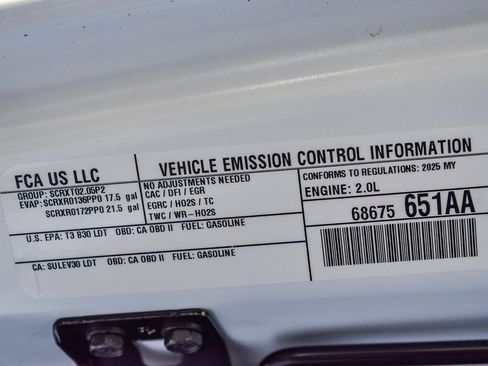 FCA US LLC
GROUP: SCRXT02.05P2
EVAP: SCRXR0136PP0 17.5 gal
SCRXR0172PP0 21.5 gal
VEHICLE EMISSION CONTROL INFORMATION
NO ADJUSTMENTS NEEDED
CAC / DFI / EGR
EGRC / HO2S / TC
TWC / WR-HO2S
CONFORMS TO REGULATIONS: 2025 MY
ENGINE: 2.0L
U.S. EPA: T3 B30 LDT OBD: CA OBD II FUEL: GASOLINE
CA: SULEV30 LDT OBD: CA OBD II FUEL: GASOLINE
68675 651AA